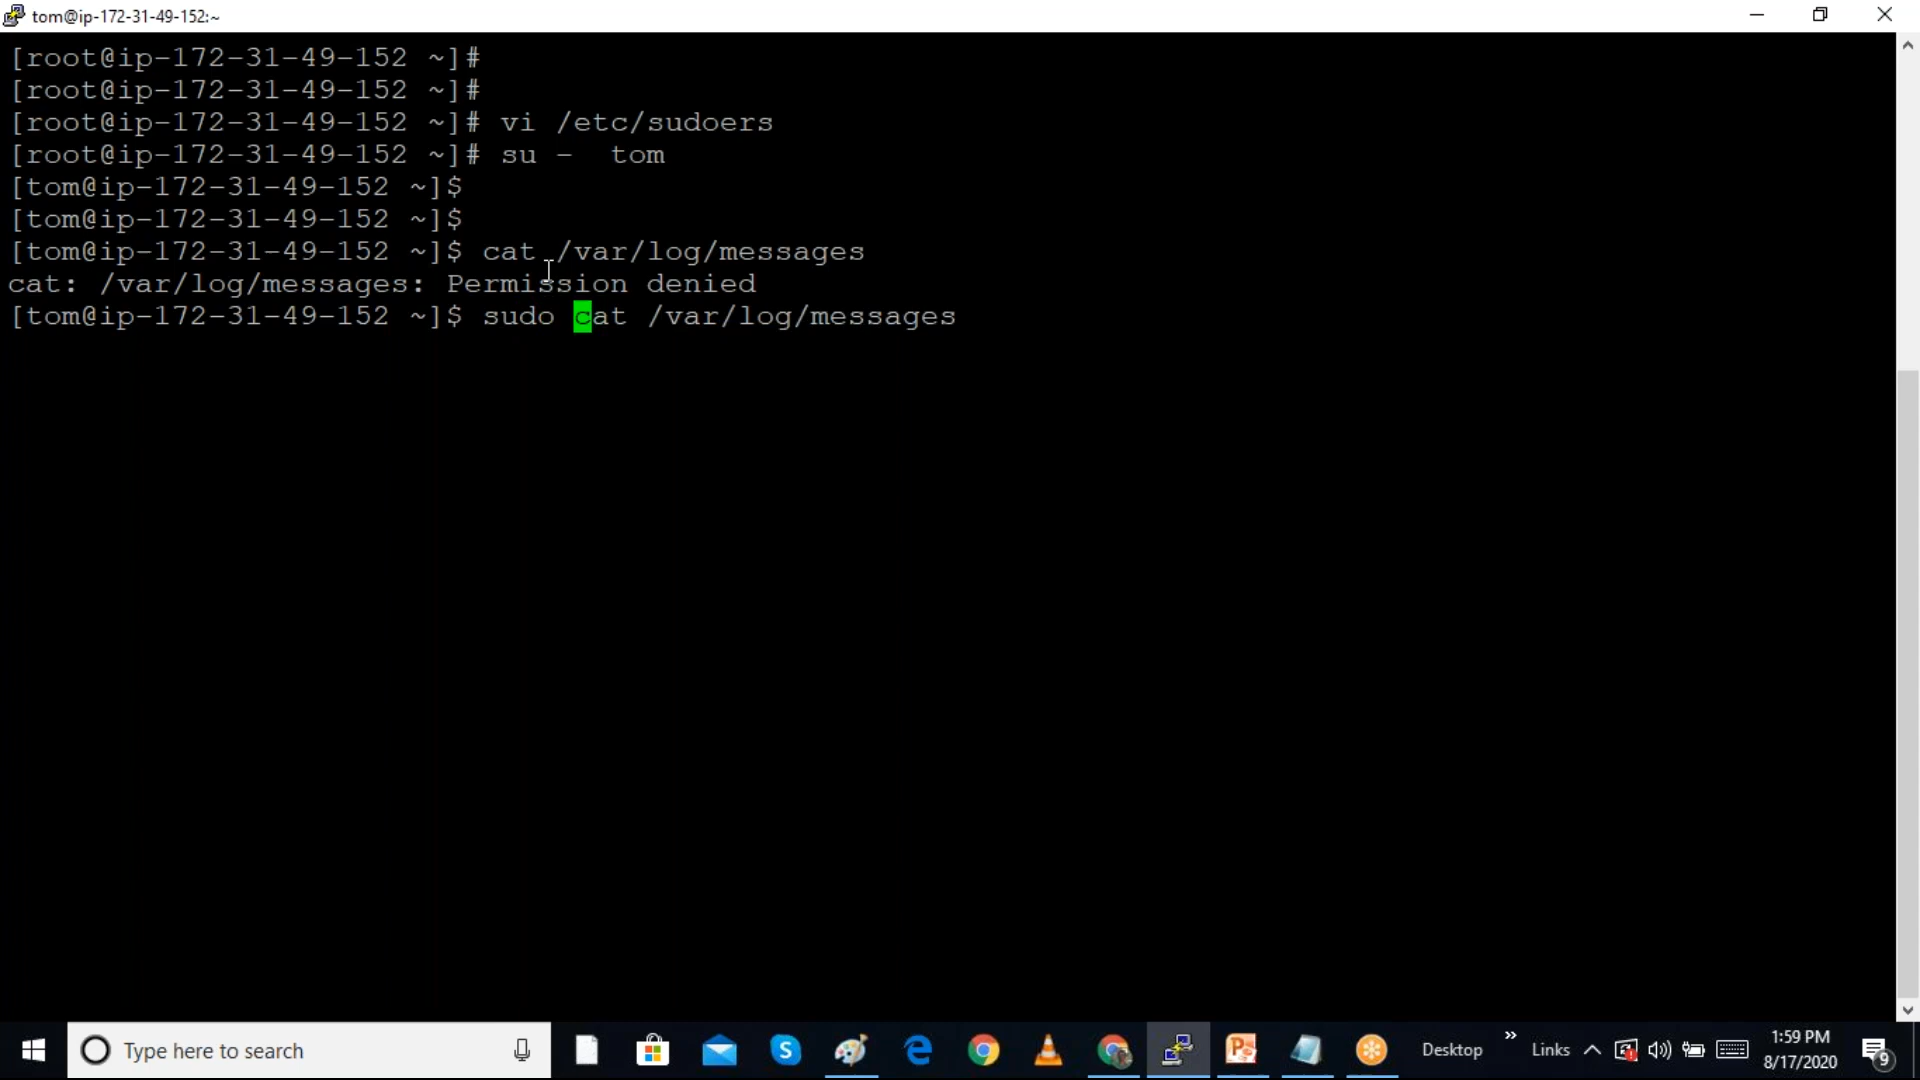 tom@ip-172-31-49-152:~
[root@ip-172-31-49-152 ~]#
[root@ip-172-31-49-152 ~]#
[root@ip-172-31-49-152 ~]# vi /etc/sudoers
[root@ip-172-31-49-152 ~]# su -  tom
[tom@ip-172-31-49-152 ~]$
[tom@ip-172-31-49-152 ~]$
[tom@ip-172-31-49-152 ~]$ cat /var/log/messages
cat: /var/log/messages: Permission denied
[tom@ip-172-31-49-152 ~]$ sudo cat /var/log/messages
Type here to search
Desktop
Links
1:59 PM
8/17/2020
9